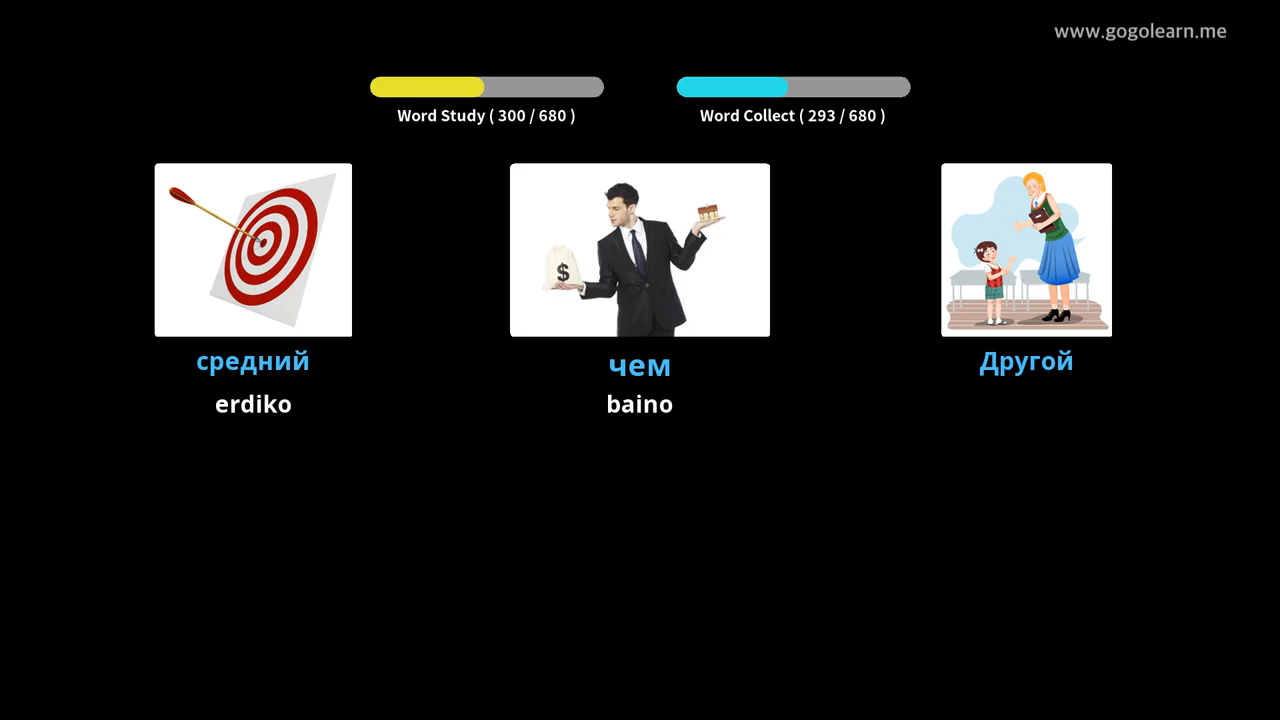 www.gogolearn.me
Word Study ( 300 / 680 )
Word Collect ( 293 / 680 )
$
средний
erdiko
чем
baino
Другой